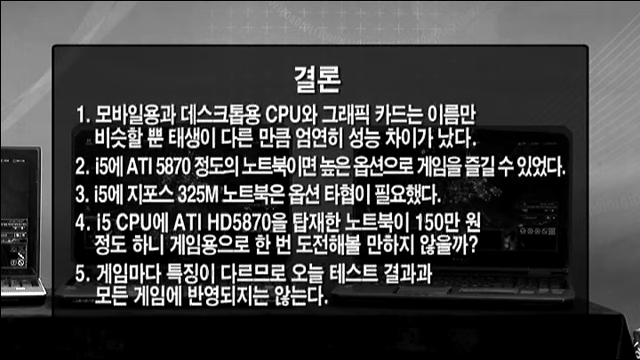 결론
1. 모바일용과 데스크톱용 CPU와 그래픽 카드는 이름만
비슷할 뿐 태생이 다른 만큼 엄연히 성능 차이가 났다.
2. i5에 ATI 5870 정도의 노트북이면 높은 옵션으로 게임을 즐길 수 있었다.
3. i5에 지포스 325M 노트북은 옵션 타협이 필요했다.
4. i5 CPU에 ATI HD5870을 탑재한 노트북이 150만 원
정도 하니 게임용으로 한 번 도전해볼 만하지 않을까?
5. 게임마다 특징이 다르므로 오늘 테스트 결과과
모든 게임에 반영되지는 않는다.